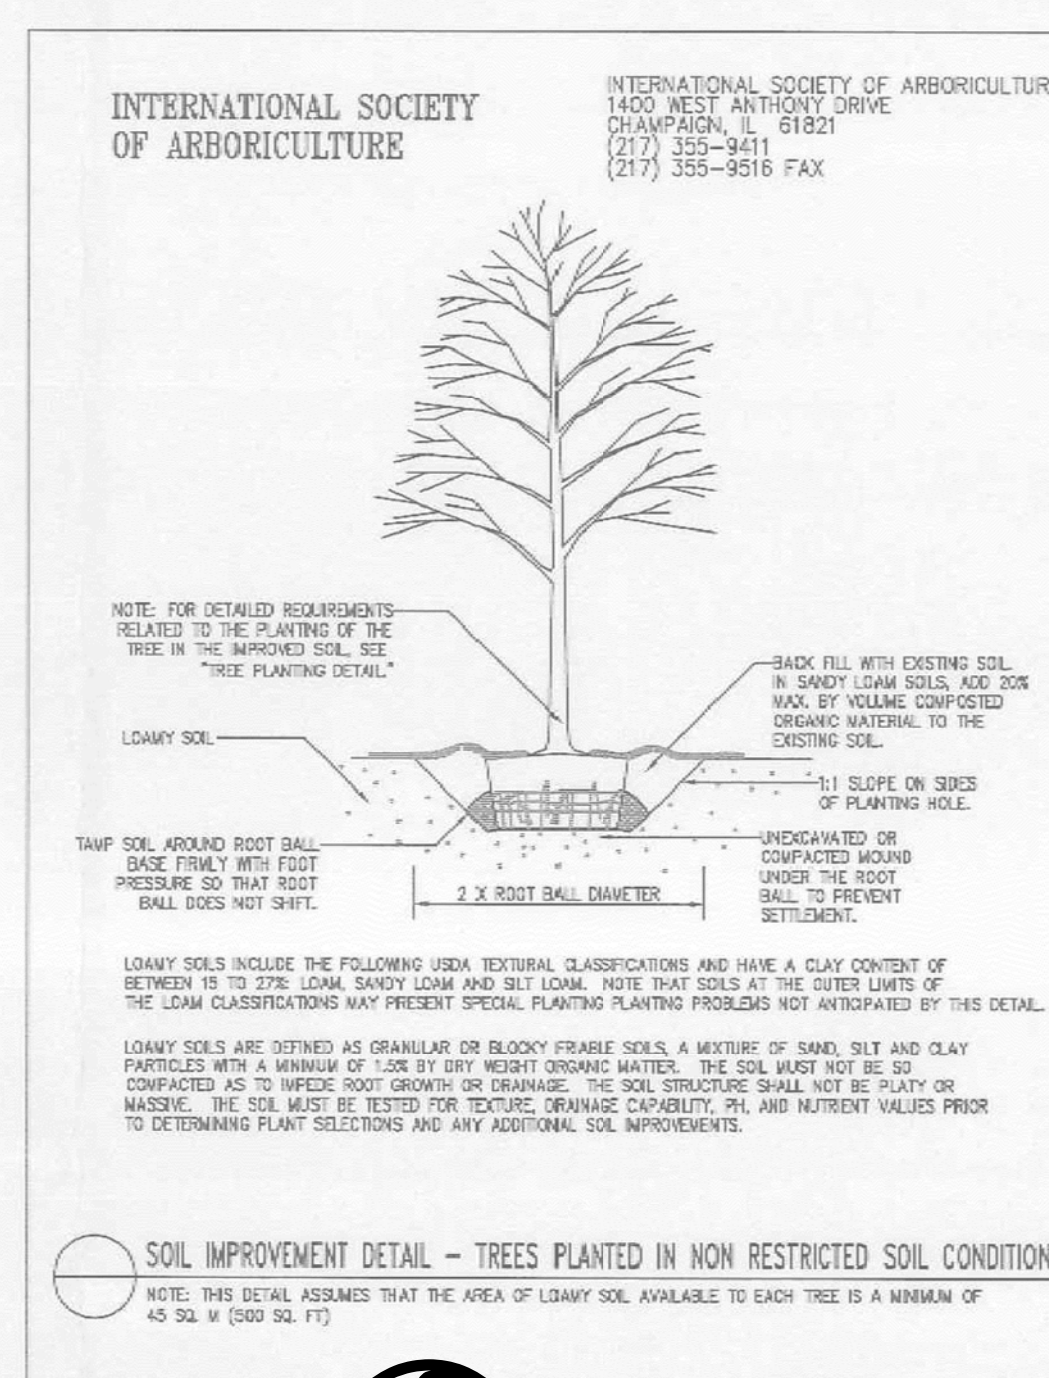 INTERNATIONAL SOCIETY
OF ARBORICULTURE
INTERNATIONAL SOCIETY OF ARBORICULTUR
1400 WEST ANTHONY DRIVE
CHAMPAIGN, IL 61821
(217) 355-9411
(217) 355-9516 FAX
NOTE: FOR DETAILED REQUIREMENTS
RELATED TO THE PLANTING OF THE
TREE IN THE IMPROVED SOIL, SEE
"TREE PLANTING DETAIL"
BACK FILL WITH EXISTING SOIL
IN SANDY LOAM SOILS, ADD 20%
MAX. BY VOLUME COMPOSTED
ORGANIC MATERIAL TO THE
EXISTING SOIL.
LOAMY SOIL
1:1 SLOPE ON SIDES
OF PLANTING HOLE.
TAMP SOIL AROUND ROOT BALL
BASE FIRMLY WITH FOOT
PRESSURE SO THAT ROOT
BALL DOES NOT SHIFT.
UNEXCAVATED OR
COMPACTED MOUND
UNDER THE ROOT
BALL TO PREVENT
SETTLEMENT.
2 X ROOT BALL DIAMETER
LOAMY SOILS INCLUDE THE FOLLOWING USDA TEXTURAL CLASSIFICATIONS AND HAVE A CLAY CONTENT OF
BETWEEN 15 TO 27%: LOAM, SANDY LOAM AND SILT LOAM. NOTE THAT SOILS AT THE OUTER LIMITS OF
THE LOAM CLASSIFICATIONS MAY PRESENT SPECIAL PLANTING PLANTING PROBLEMS NOT ANTICIPATED BY THIS DETAIL.
LOAMY SOILS ARE DEFINED AS GRANULAR OR BLOCKY FRIABLE SOILS, A MIXTURE OF SAND, SILT AND CLAY
PARTICLES WITH A MINIMUM OF 1.5% BY DRY WEIGHT ORGANIC MATTER. THE SOIL MUST NOT BE SO
COMPACTED AS TO IMPEDE ROOT GROWTH OR DRAINAGE. THE SOIL STRUCTURE SHALL NOT BE PLATY OR
MASSIVE. THE SOIL MUST BE TESTED FOR TEXTURE, DRAINAGE CAPABILITY, PH, AND NUTRIENT VALUES PRIOR
TO DETERMINING PLANT SELECTIONS AND ANY ADDITIONAL SOIL IMPROVEMENTS.
SOIL IMPROVEMENT DETAIL - TREES PLANTED IN NON RESTRICTED SOIL CONDITION
NOTE: THIS DETAIL ASSUMES THAT THE AREA OF LOAMY SOIL AVAILABLE TO EACH TREE IS A MINIMUM OF
45 SQ. M (500 SQ. FT)